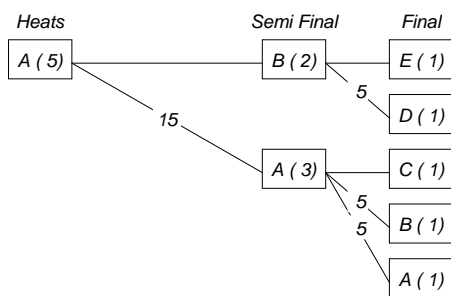 Heats Semi Final Final
A ( 5 ) B ( 2 ) E ( 1 )
5
D ( 1 )
15
A ( 3 ) C ( 1 )
5
B ( 1 )
5
A ( 1 )